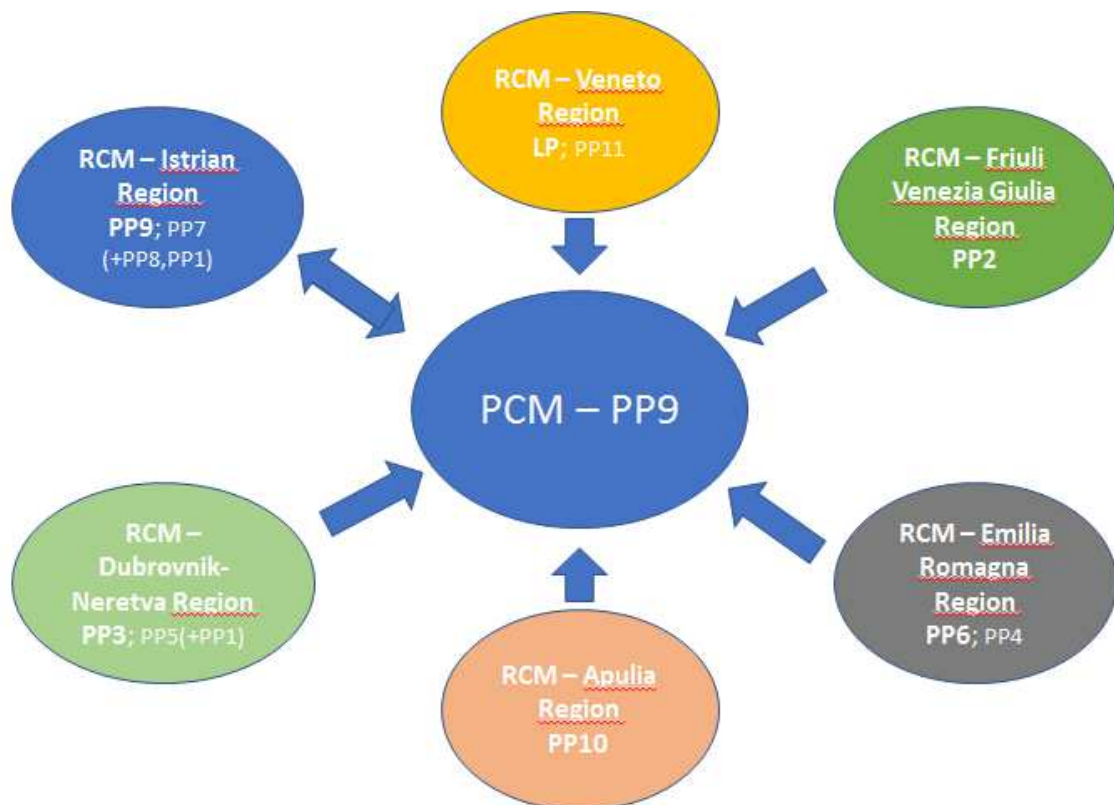 RCM – Veneto
Region
LP; PP11
RCM – Istrian
Region
PP9; PP7
(+PP8,PP1)
RCM – Friuli
Venezia Giulia
Region
PP2
PCM – PP9
RCM –
Dubrovnik-
Neretva Region
PP3; PP5(+PP1)
RCM – Emilia
Romagna
Region
PP6; PP4
RCM – Apulia
Region
PP10